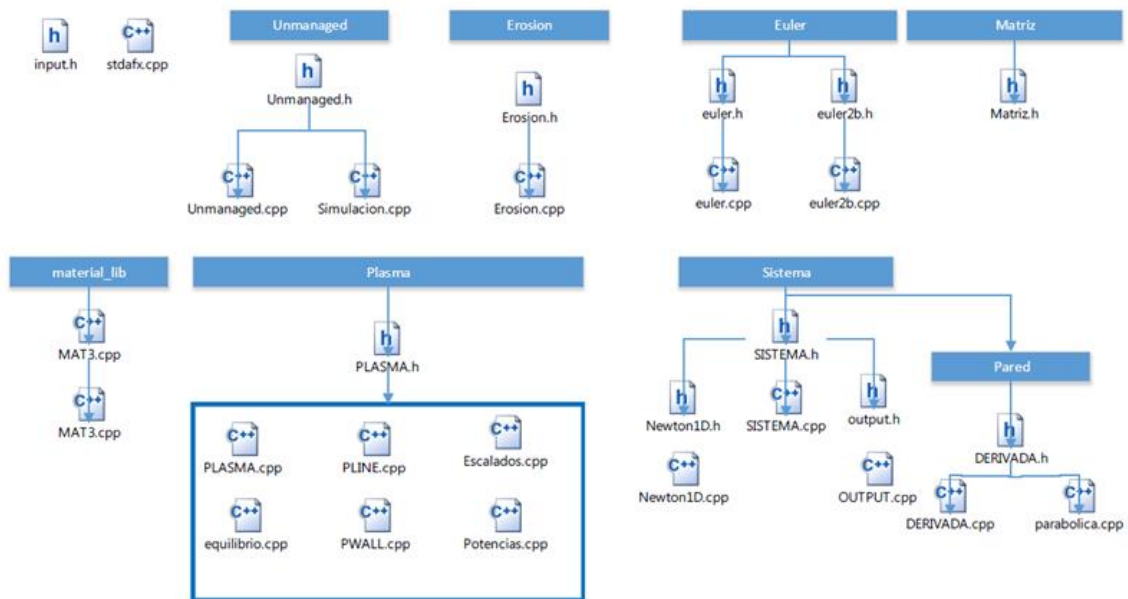 Unmanaged
Erosion
Euler
Matriz
input.h
stdafx.cpp
Unmanaged.h
Erosion.h
euler.h
euler2b.h
Matriz.h
Unmanaged.cpp
Simulacion.cpp
Erosion.cpp
euler.cpp
euler2b.cpp
material_lib
Plasma
Sistema
MAT3.cpp
PLASMA.h
SISTEMA.h
Pared
MAT3.cpp
Newton1D.h
SISTEMA.cpp
output.h
PLASMA.cpp
PLINE.cpp
Escalados.cpp
DERIVADA.h
Newton1D.cpp
OUTPUT.cpp
DERIVADA.cpp
parabolica.cpp
equilibrio.cpp
PWALL.cpp
Potencias.cpp